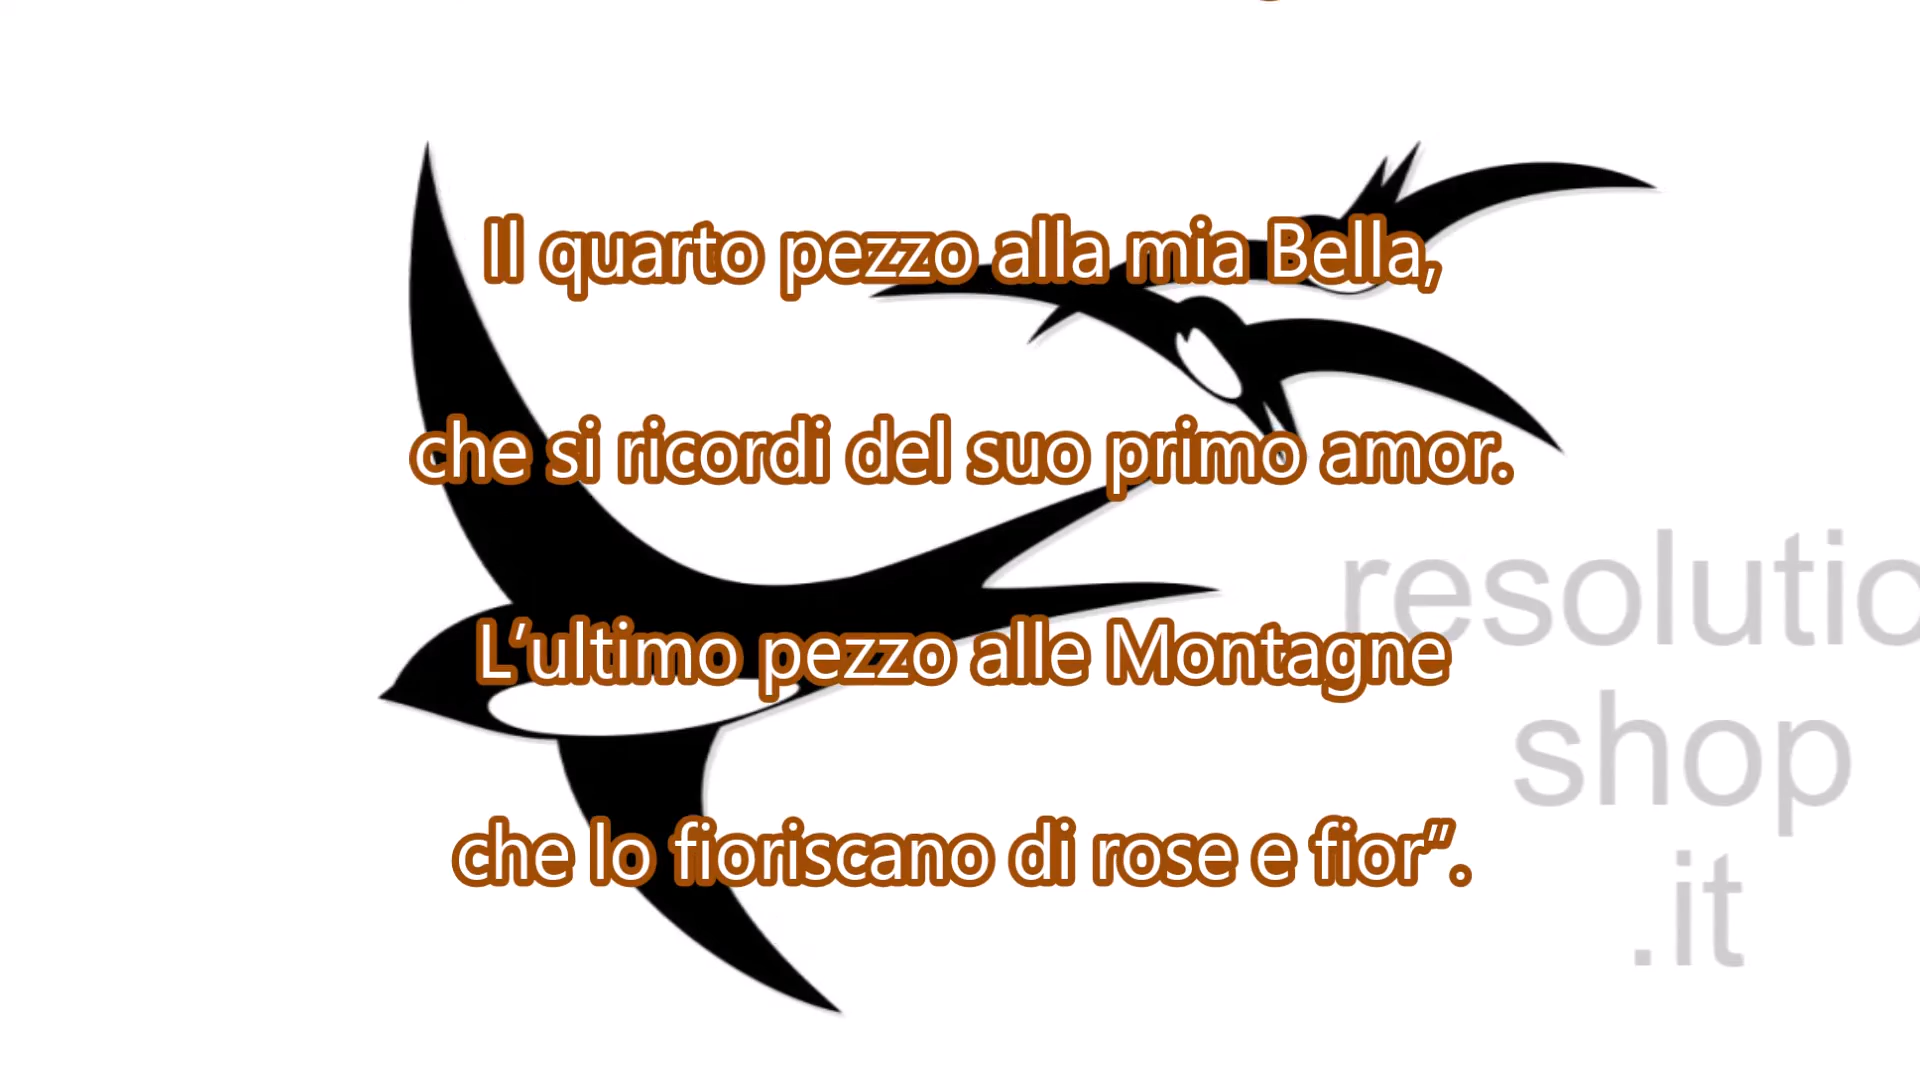 Il quarto pezzo alla mia Bella,
che si ricordi del suo primo amor.
L’ultimo pezzo alle Montagne
che lo fioriscano di rose e fior”.
resolutio
shop
.it